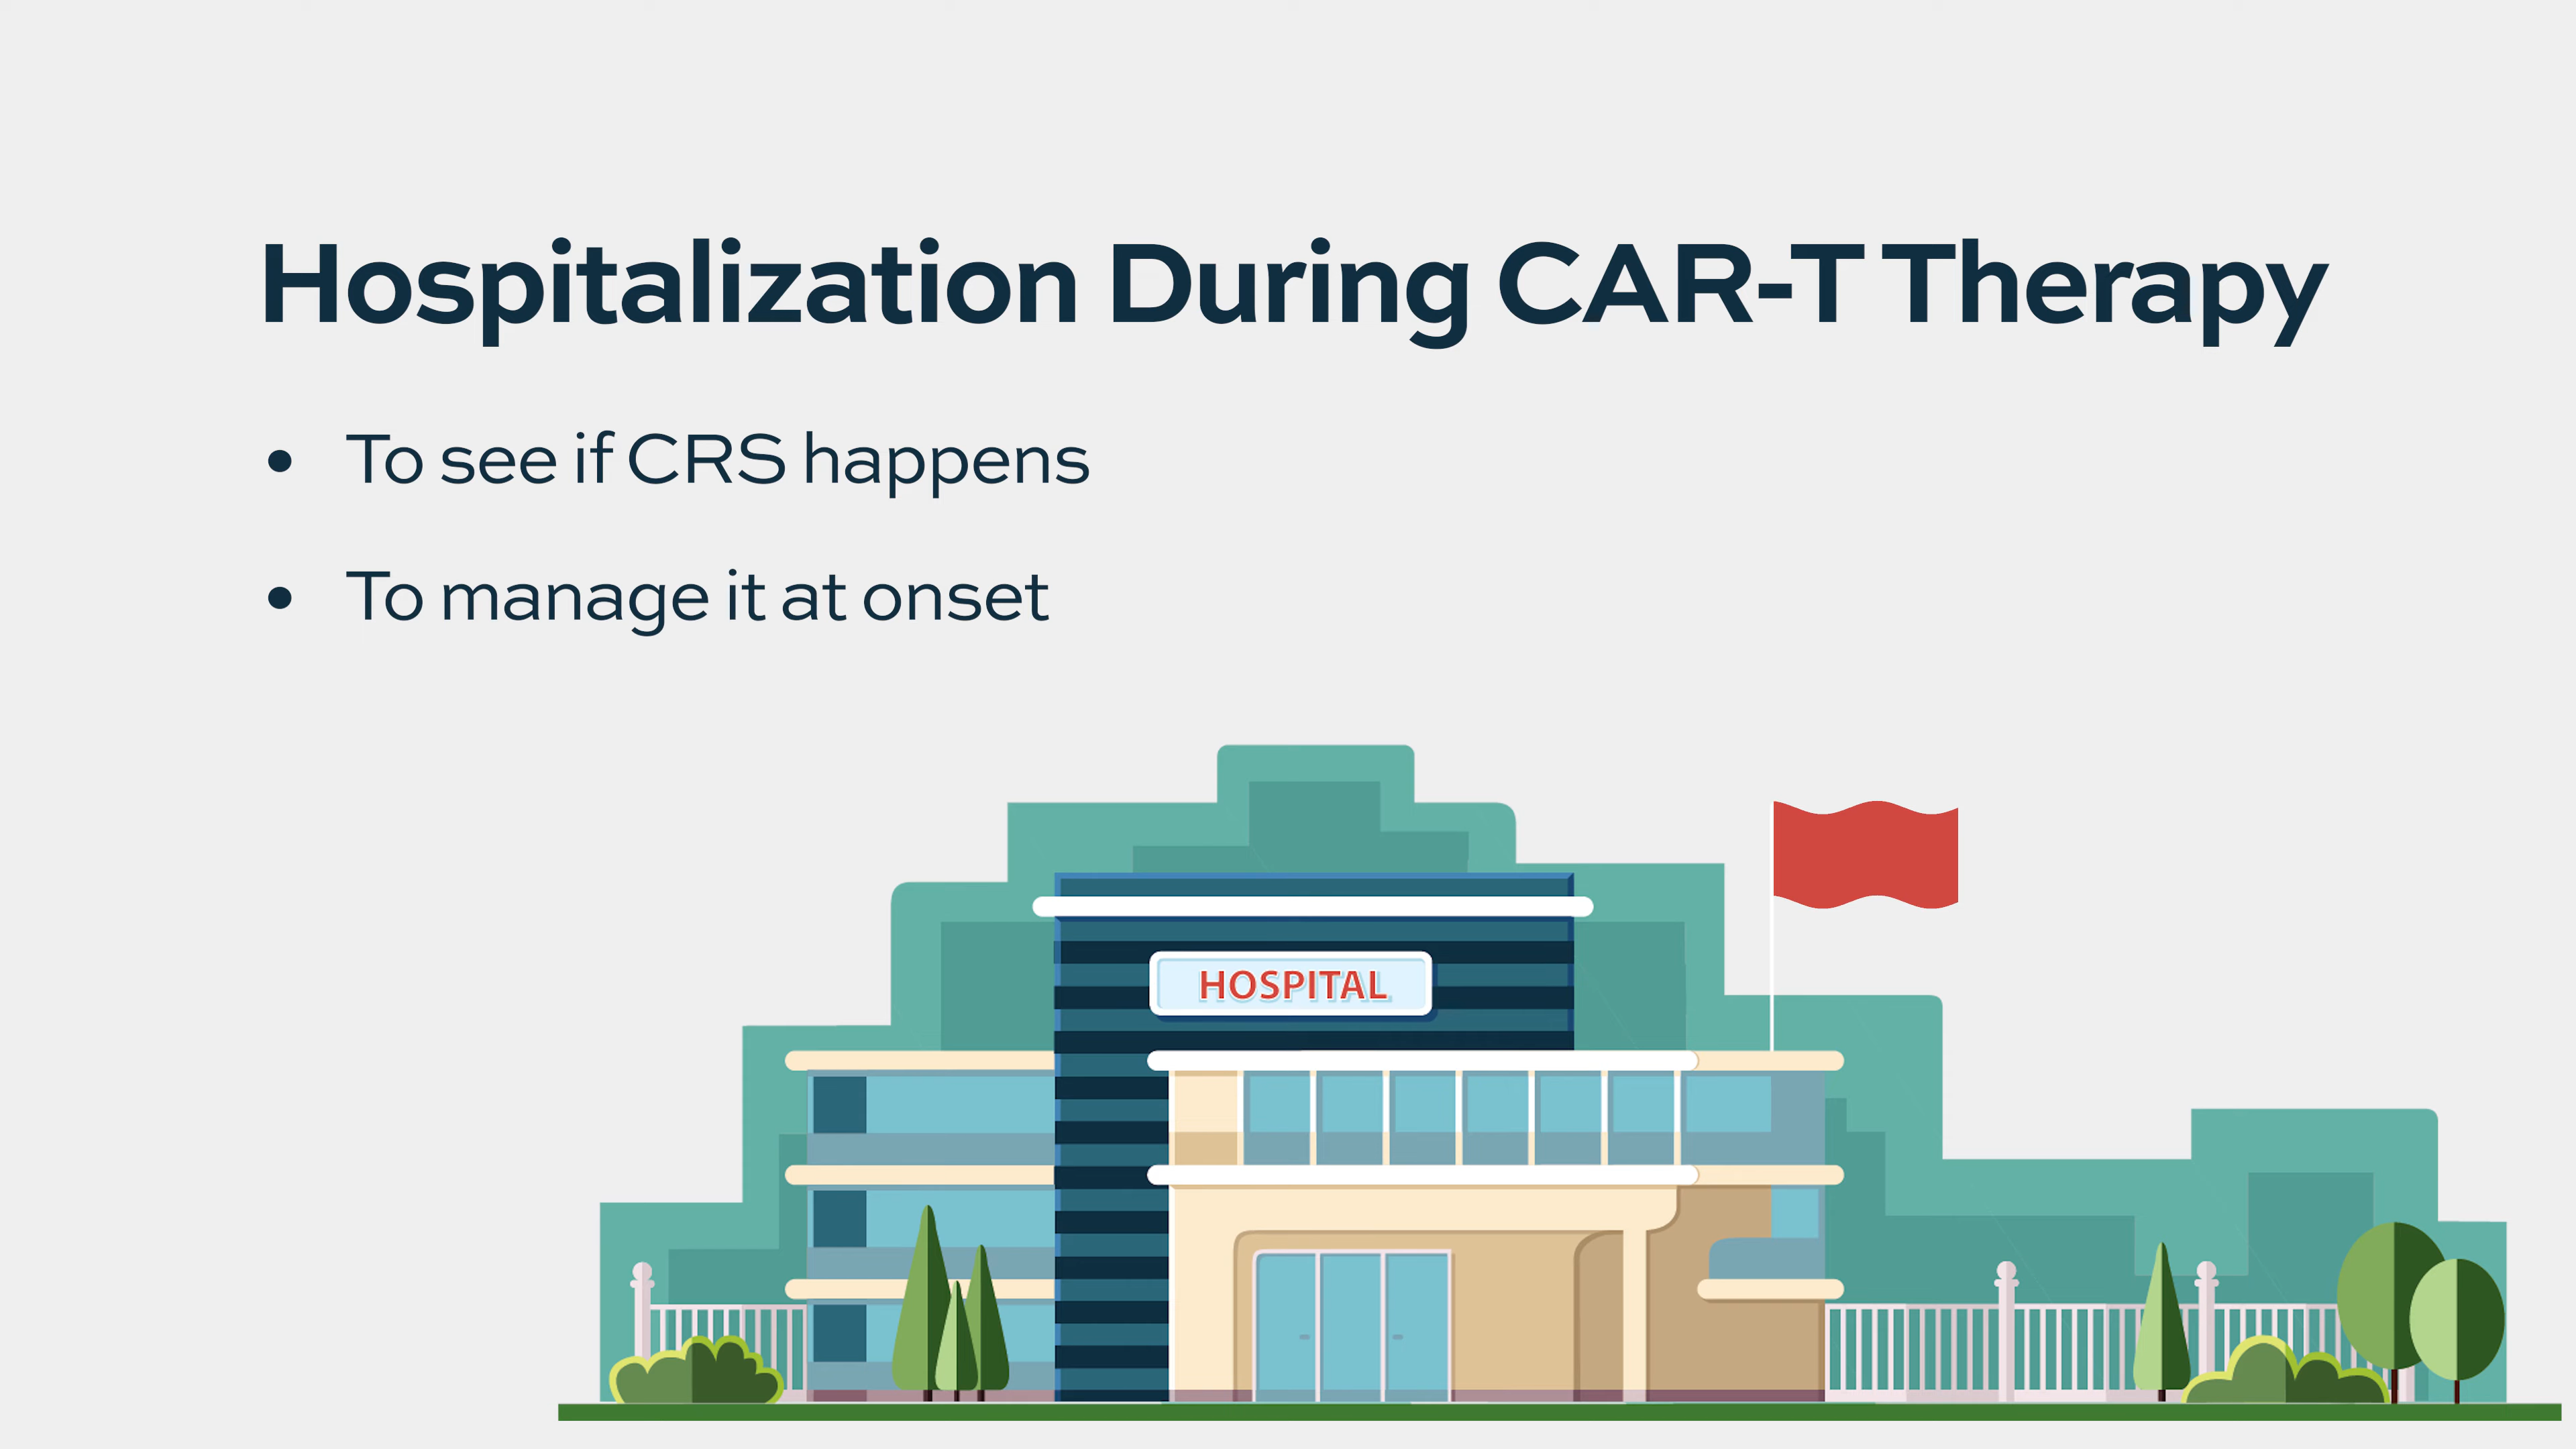 Hospitalization During CAR-T Therapy
• To see if CRS happens
• To manage it at onset
HOSPITAL